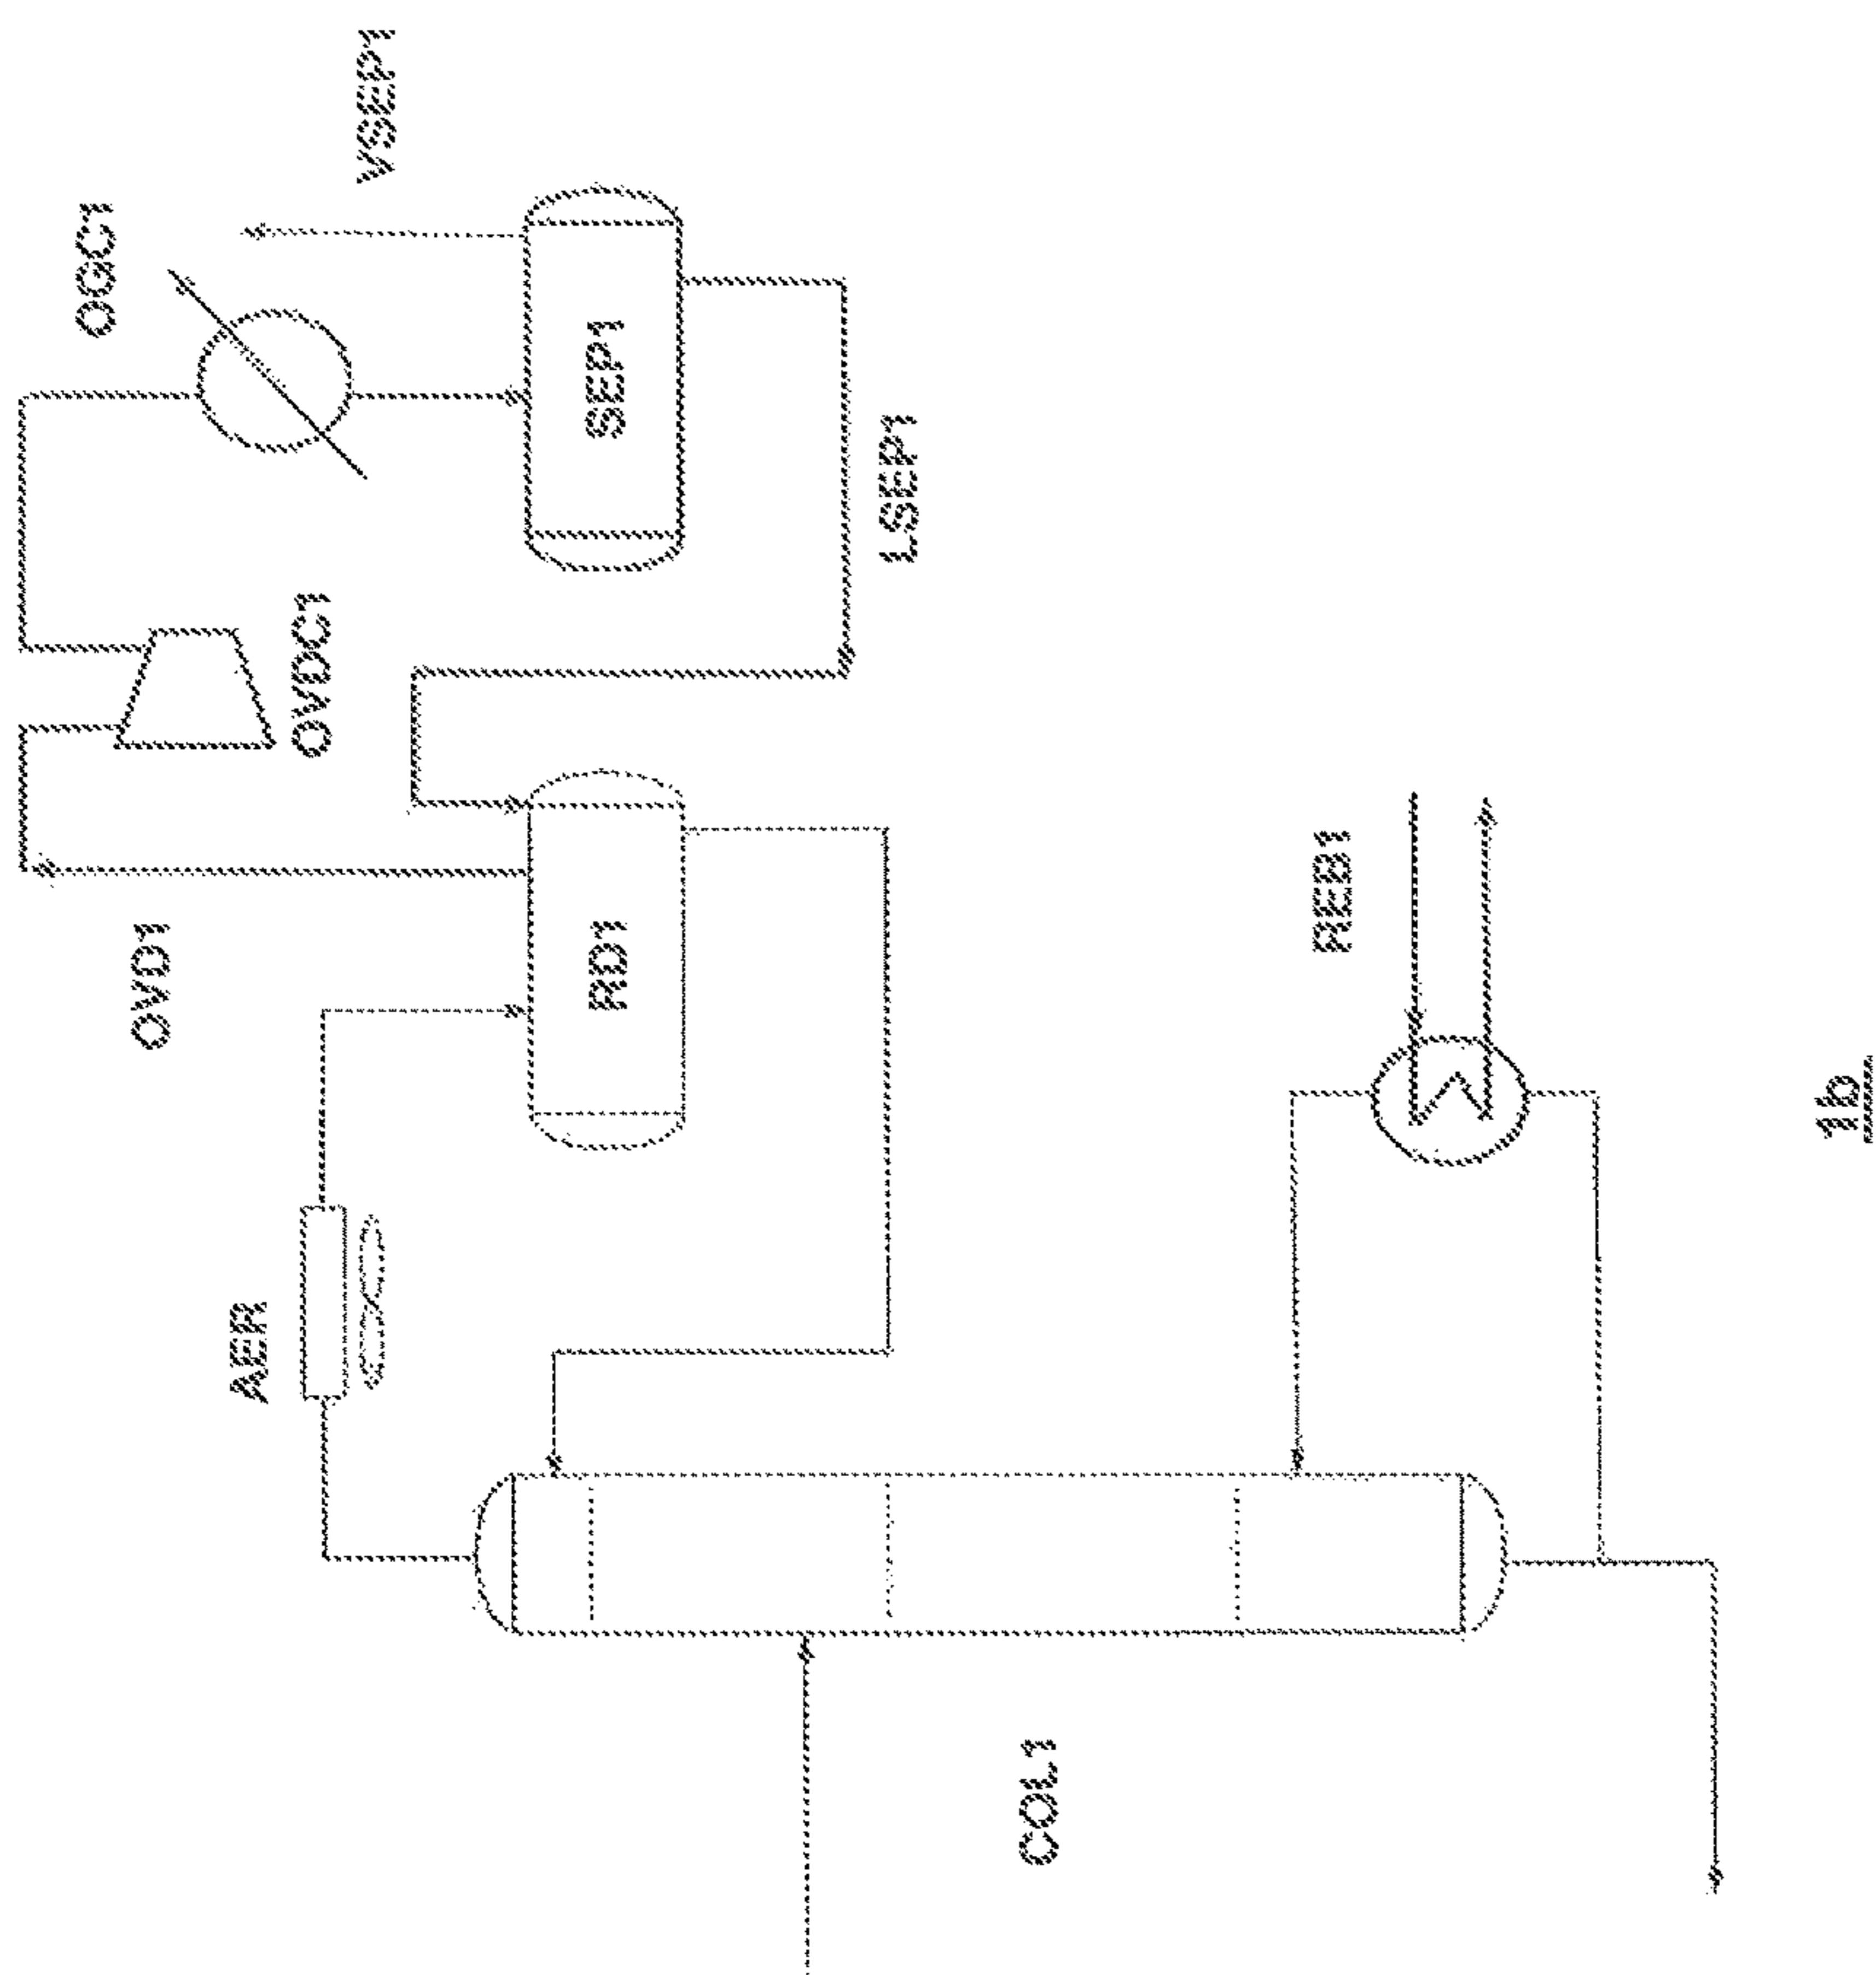 OGC1
VSEP1
OVDC1
SEP1
LSEP1
OVD1
RD1
AER
REB1
COL1
1b